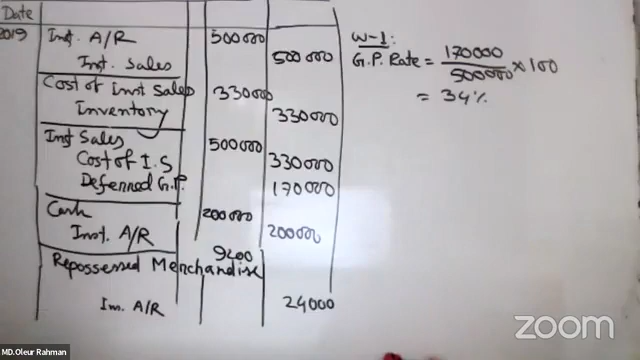 Date
2019 Inst. A/R 500000
Inst. Sales 500000
Cost of Inst Sales 330000
Inventory 330000
Inst Sales 500000
Cost of I.S 330000
Deferred G.P. 170000
Cash 200000
Inst. A/R 200000
Repossessed Merchandise 9200
Ins. A/R 24000
W-1:
G.P. Rate = 170000 / 500000 × 100
= 34%
zoom
MD.Oleur Rahman